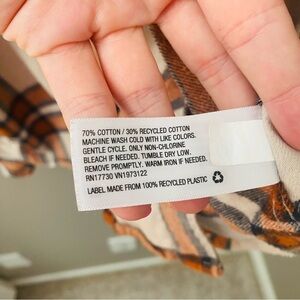 70% COTTON / 30% RECYCLED COTTON
MACHINE WASH COLD WITH LIKE COLORS.
GENTLE CYCLE. ONLY NON-CHLORINE
BLEACH IF NEEDED. TUMBLE DRY LOW.
REMOVE PROMPTLY. WARM IRON IF NEEDED.
RN17730 VN1973122
LABEL MADE FROM 100% RECYCLED PLASTIC